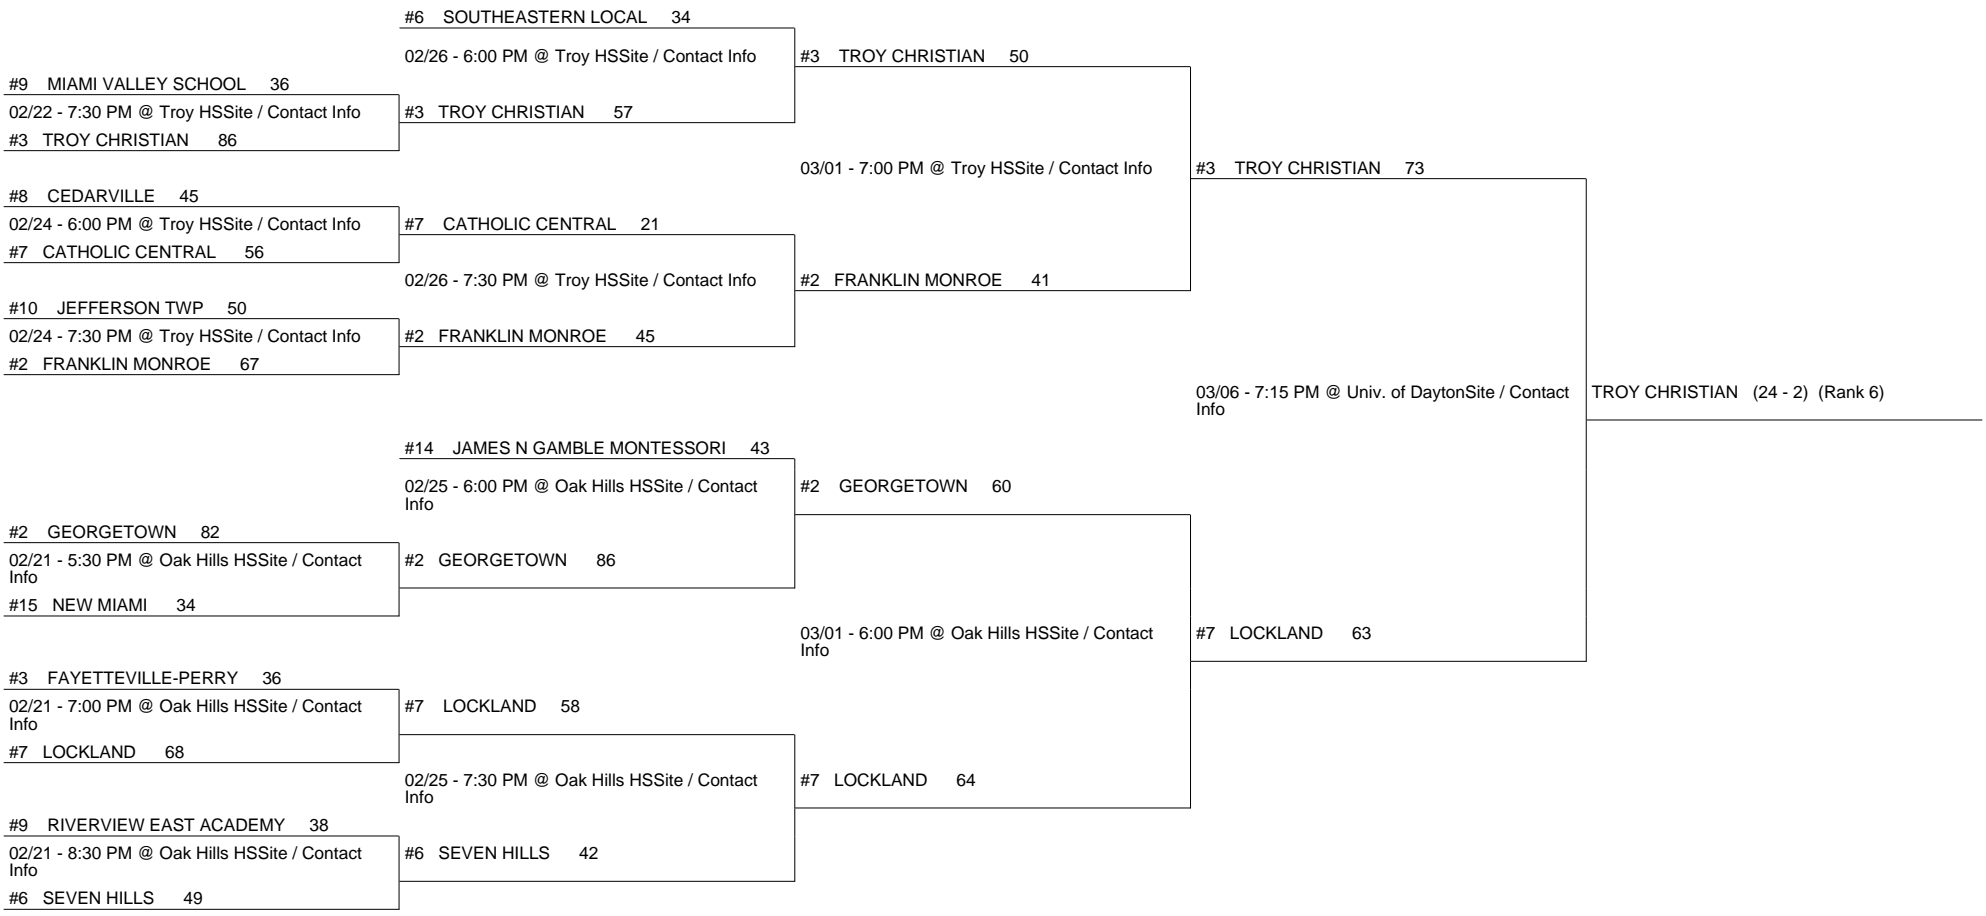 #6 SOUTHEASTERN LOCAL 34
02/26 - 6:00 PM @ Troy HSSite / Contact Info
#3 TROY CHRISTIAN 50
#9 MIAMI VALLEY SCHOOL 36
02/22 - 7:30 PM @ Troy HSSite / Contact Info
#3 TROY CHRISTIAN 57
#3 TROY CHRISTIAN 86
03/01 - 7:00 PM @ Troy HSSite / Contact Info
#3 TROY CHRISTIAN 73
#8 CEDARVILLE 45
02/24 - 6:00 PM @ Troy HSSite / Contact Info
#7 CATHOLIC CENTRAL 21
#7 CATHOLIC CENTRAL 56
02/26 - 7:30 PM @ Troy HSSite / Contact Info
#2 FRANKLIN MONROE 41
#10 JEFFERSON TWP 50
02/24 - 7:30 PM @ Troy HSSite / Contact Info
#2 FRANKLIN MONROE 45
#2 FRANKLIN MONROE 67
03/06 - 7:15 PM @ Univ. of DaytonSite / Contact
Info
TROY CHRISTIAN (24 - 2) (Rank 6)
#14 JAMES N GAMBLE MONTESSORI 43
02/25 - 6:00 PM @ Oak Hills HSSite / Contact
Info
#2 GEORGETOWN 60
#2 GEORGETOWN 82
02/21 - 5:30 PM @ Oak Hills HSSite / Contact
Info
#2 GEORGETOWN 86
#15 NEW MIAMI 34
03/01 - 6:00 PM @ Oak Hills HSSite / Contact
Info
#7 LOCKLAND 63
#3 FAYETTEVILLE-PERRY 36
02/21 - 7:00 PM @ Oak Hills HSSite / Contact
Info
#7 LOCKLAND 58
#7 LOCKLAND 68
02/25 - 7:30 PM @ Oak Hills HSSite / Contact
Info
#7 LOCKLAND 64
#9 RIVERVIEW EAST ACADEMY 38
02/21 - 8:30 PM @ Oak Hills HSSite / Contact
Info
#6 SEVEN HILLS 42
#6 SEVEN HILLS 49